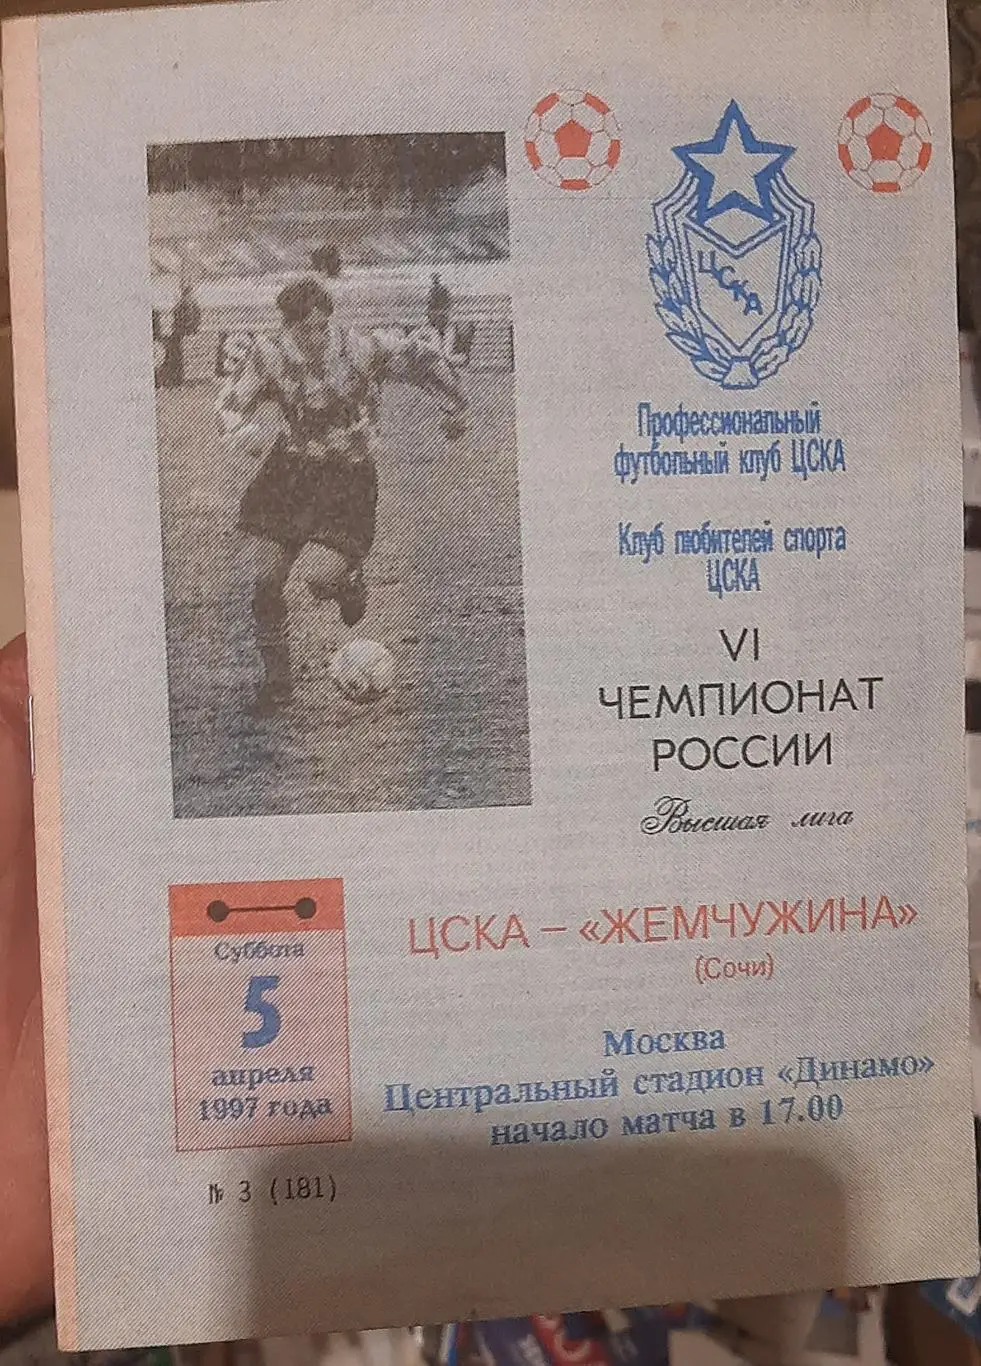 ЦСКА
Профессиональный
футбольный клуб ЦСКА
Клуб любителей спорта
ЦСКА
VI
ЧЕМПИОНАТ
РОССИИ
Высшая лига
ЦСКА – «ЖЕМЧУЖИНА»
(Сочи)
Суббота
5
апреля
1997 года
Москва
Центральный стадион «Динамо»
начало матча в 17.00
№ 3 (181)